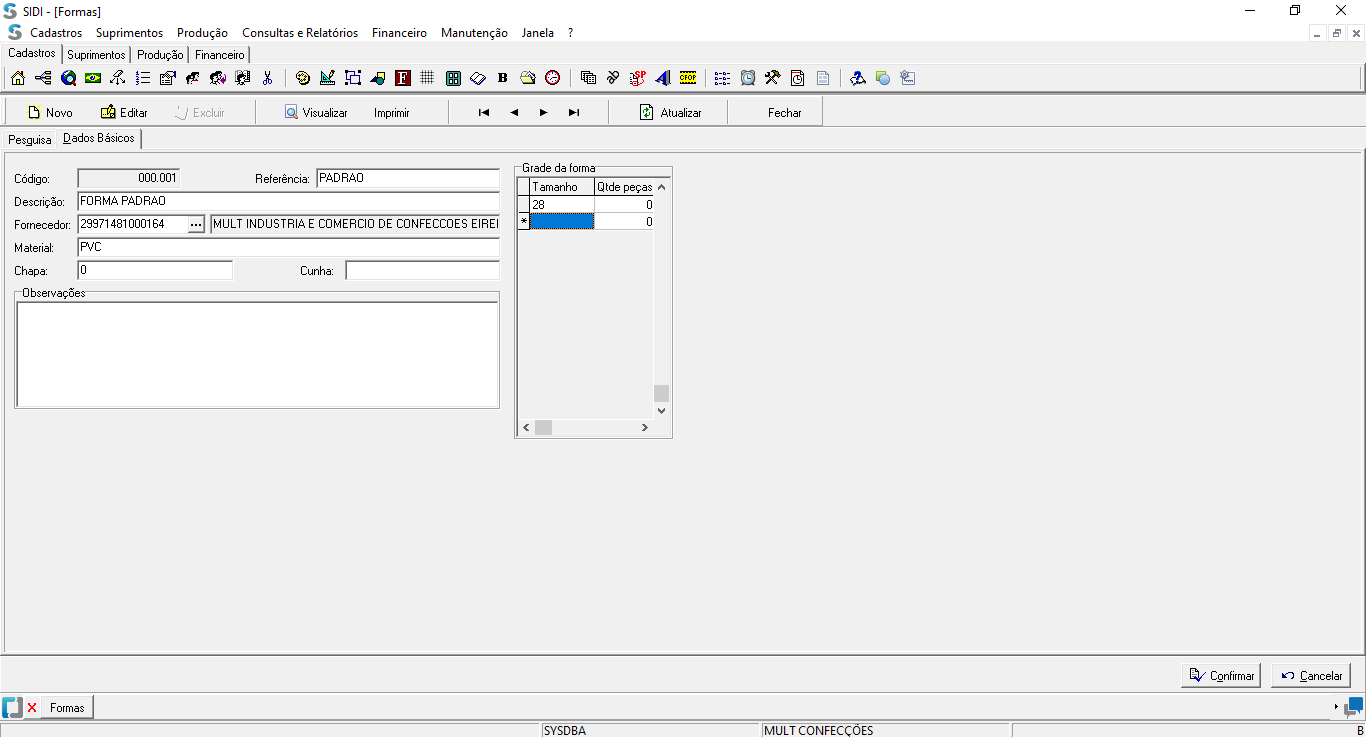 SIDI - [Formas]
Cadastros Suprimentos Produção Consultas e Relatórios Financeiro Manutenção Janela ?
Cadastros Suprimentos Produção Financeiro
F B SP CFOP
Novo Editar Excluir Visualizar Imprimir Atualizar Fechar
Pesquisa Dados Básicos
Código: 000.001 Referência: PADRAO
Descrição: FORMA PADRAO
Fornecedor: 29971481000164 ... MULT INDUSTRIA E COMERCIO DE CONFECCOES EIREI
Material: PVC
Chapa: 0 Cunha:
Observações
Grade da forma
Tamanho Qtde peças
28 0
* 0
Confirmar Cancelar
Formas
SYSDBA MULT CONFECÇÕES B